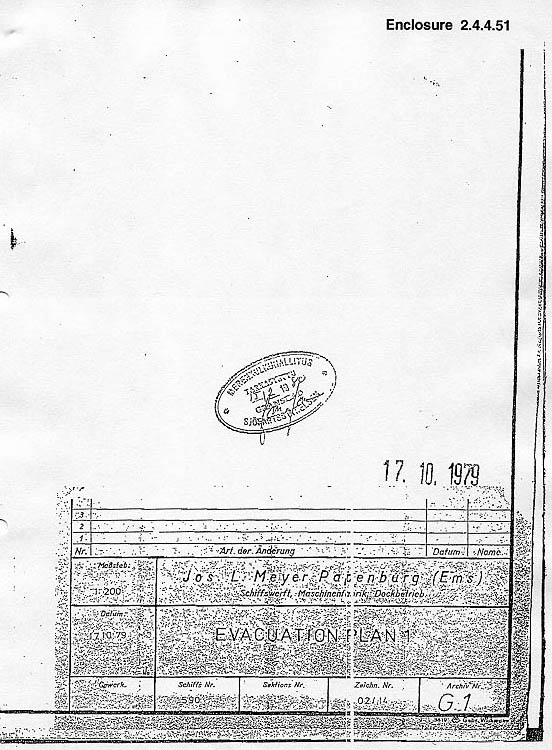 Enclosure 2.4.4.51
MERENKULKUHALLITUS
TARKASTETTU
SJÖFARTSSTYRELSEN
17. 10. 1979
3
2
1
Nr. Art der Änderung Datum Name
Maßstab:
1:200
Jos. L. Meyer Papenburg (Ems)
Schiffswerft, Maschinenfabrik, Dockbetrieb
Datum:
17.10.79
EVACUATION PLAN 1
Gewerk. Schiffs Nr. Sektions Nr. Zeichn. Nr. Archiv Nr.
590 G.1